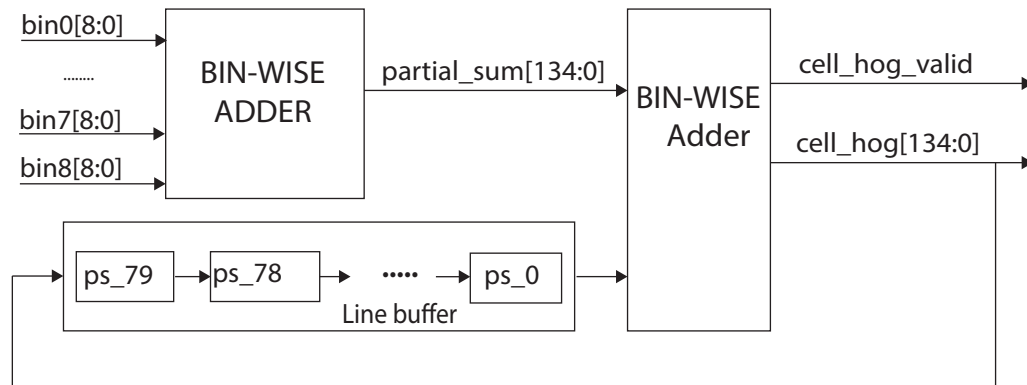 bin0[8:0]
.........
bin7[8:0]
bin8[8:0]
BIN-WISE
ADDER
partial_sum[134:0]
BIN-WISE
Adder
cell_hog_valid
cell_hog[134:0]
ps_79
ps_78
•••••
ps_0
Line buffer